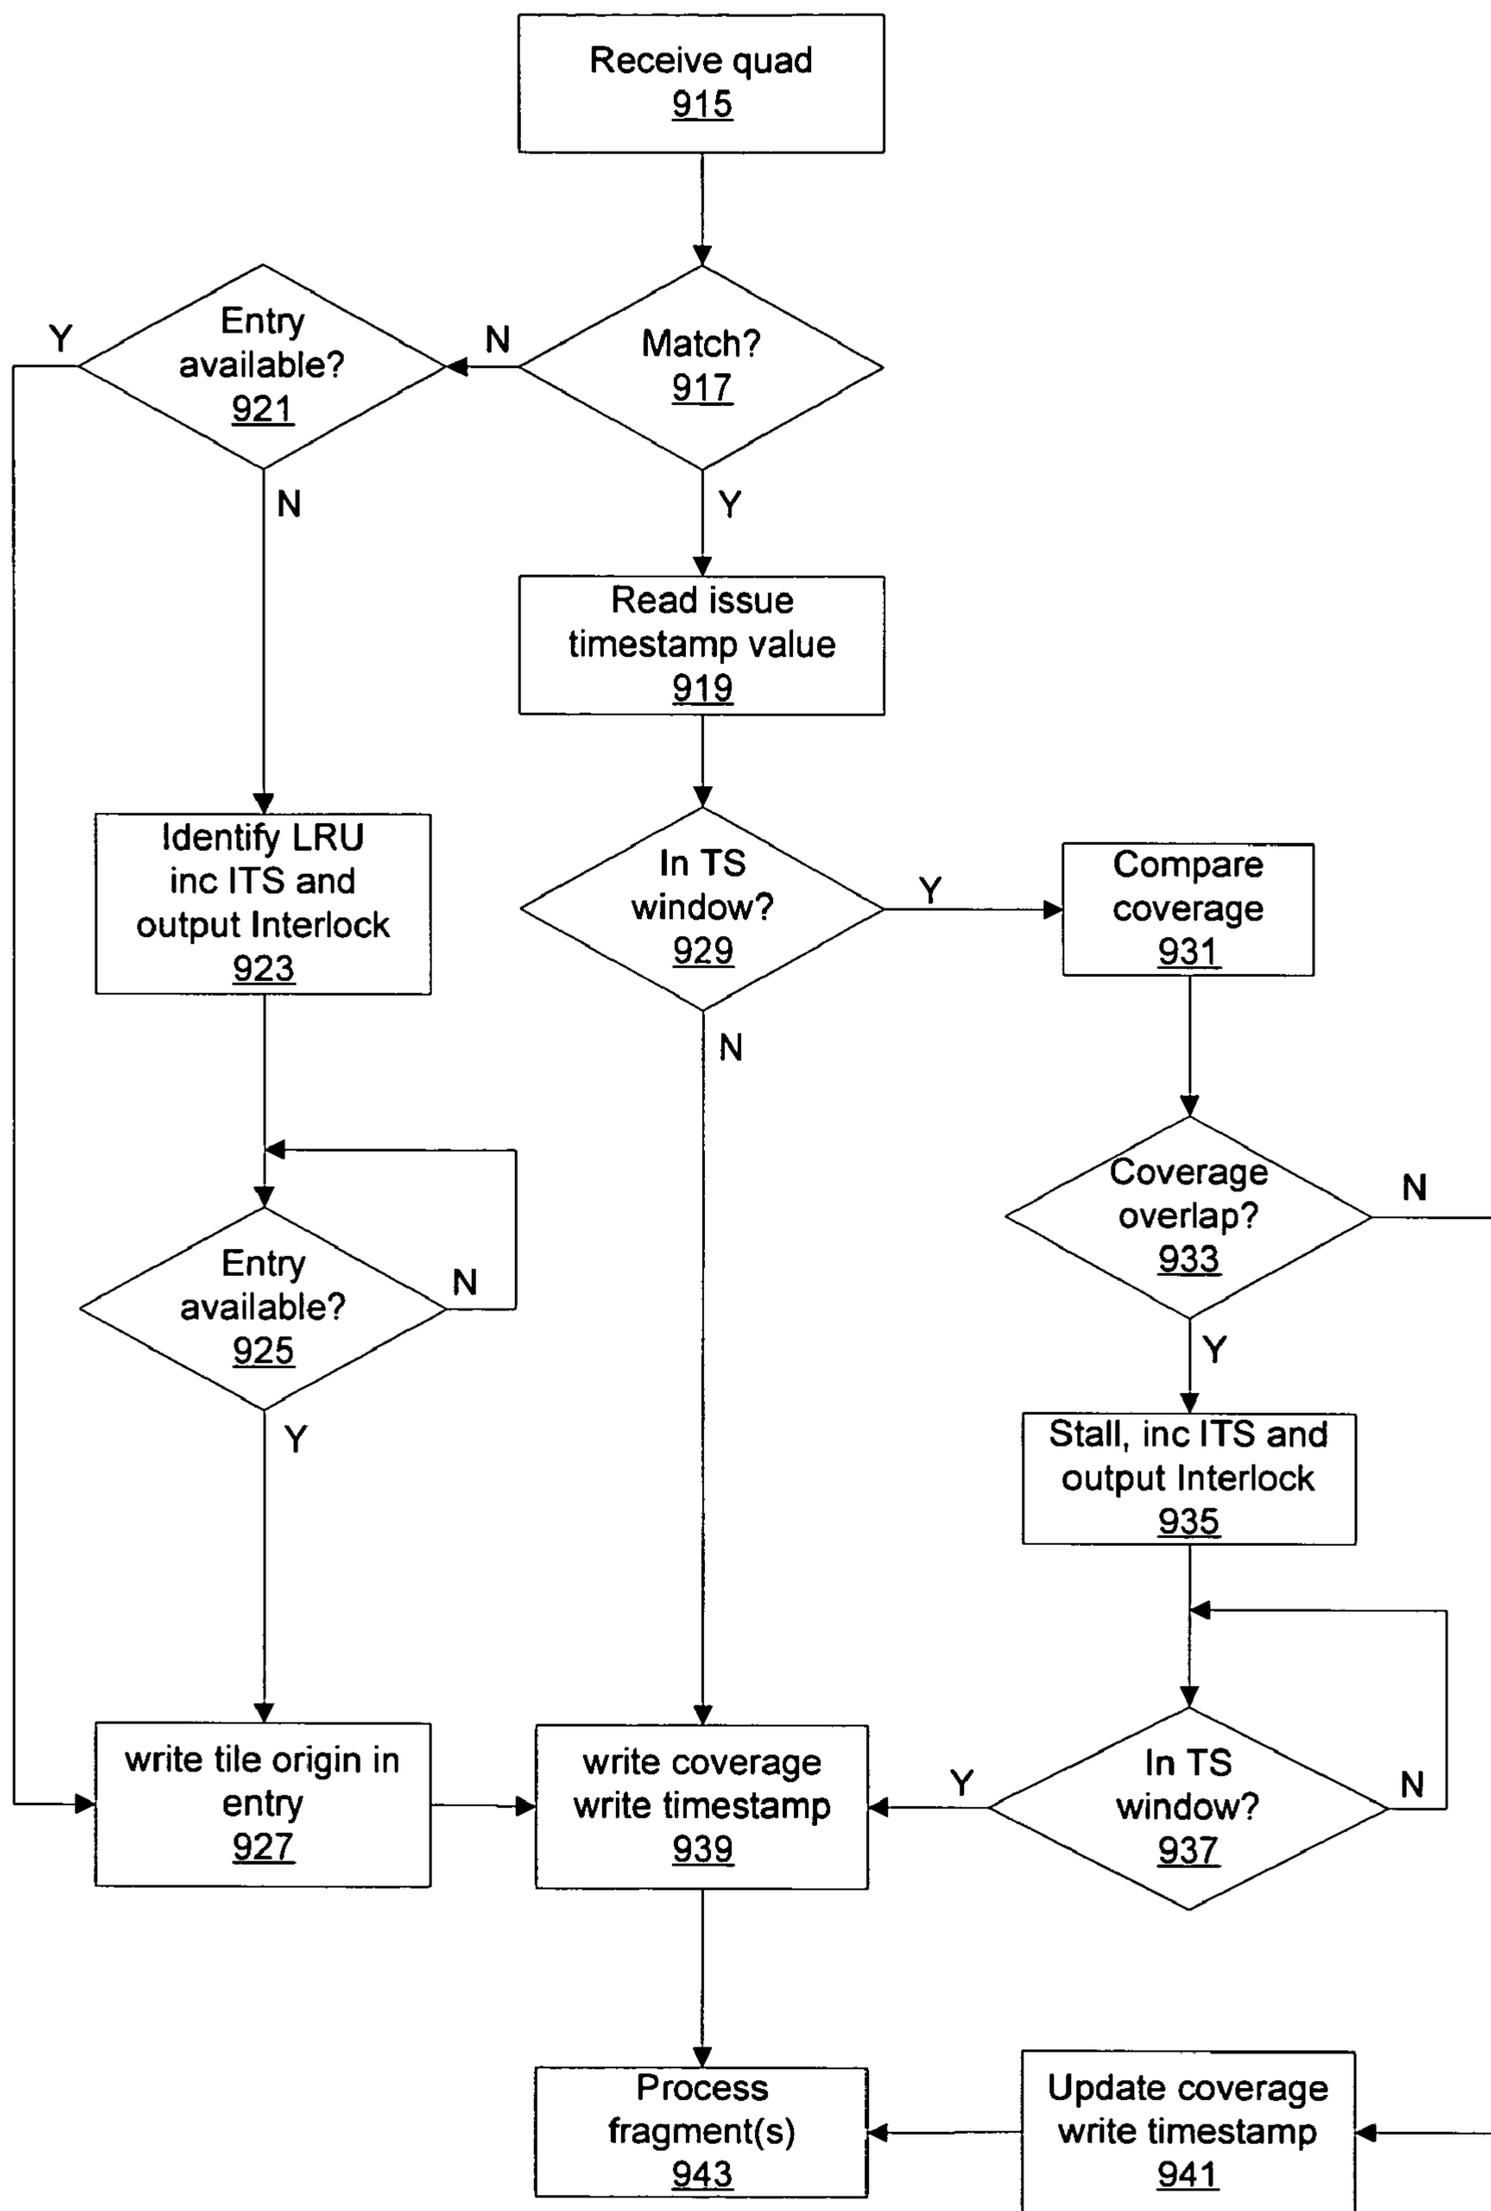 Receive quad
915
Entry
available?
921
Y
N
Match?
917
N
Y
Read issue
timestamp value
919
Identify LRU
inc ITS and
output Interlock
923
In TS
window?
929
Y
N
Compare
coverage
931
Coverage
overlap?
933
N
Y
Entry
available?
925
N
Y
Stall, inc ITS and
output Interlock
935
write tile origin in
entry
927
write coverage
write timestamp
939
Y
In TS
window?
937
N
Process
fragment(s)
943
Update coverage
write timestamp
941